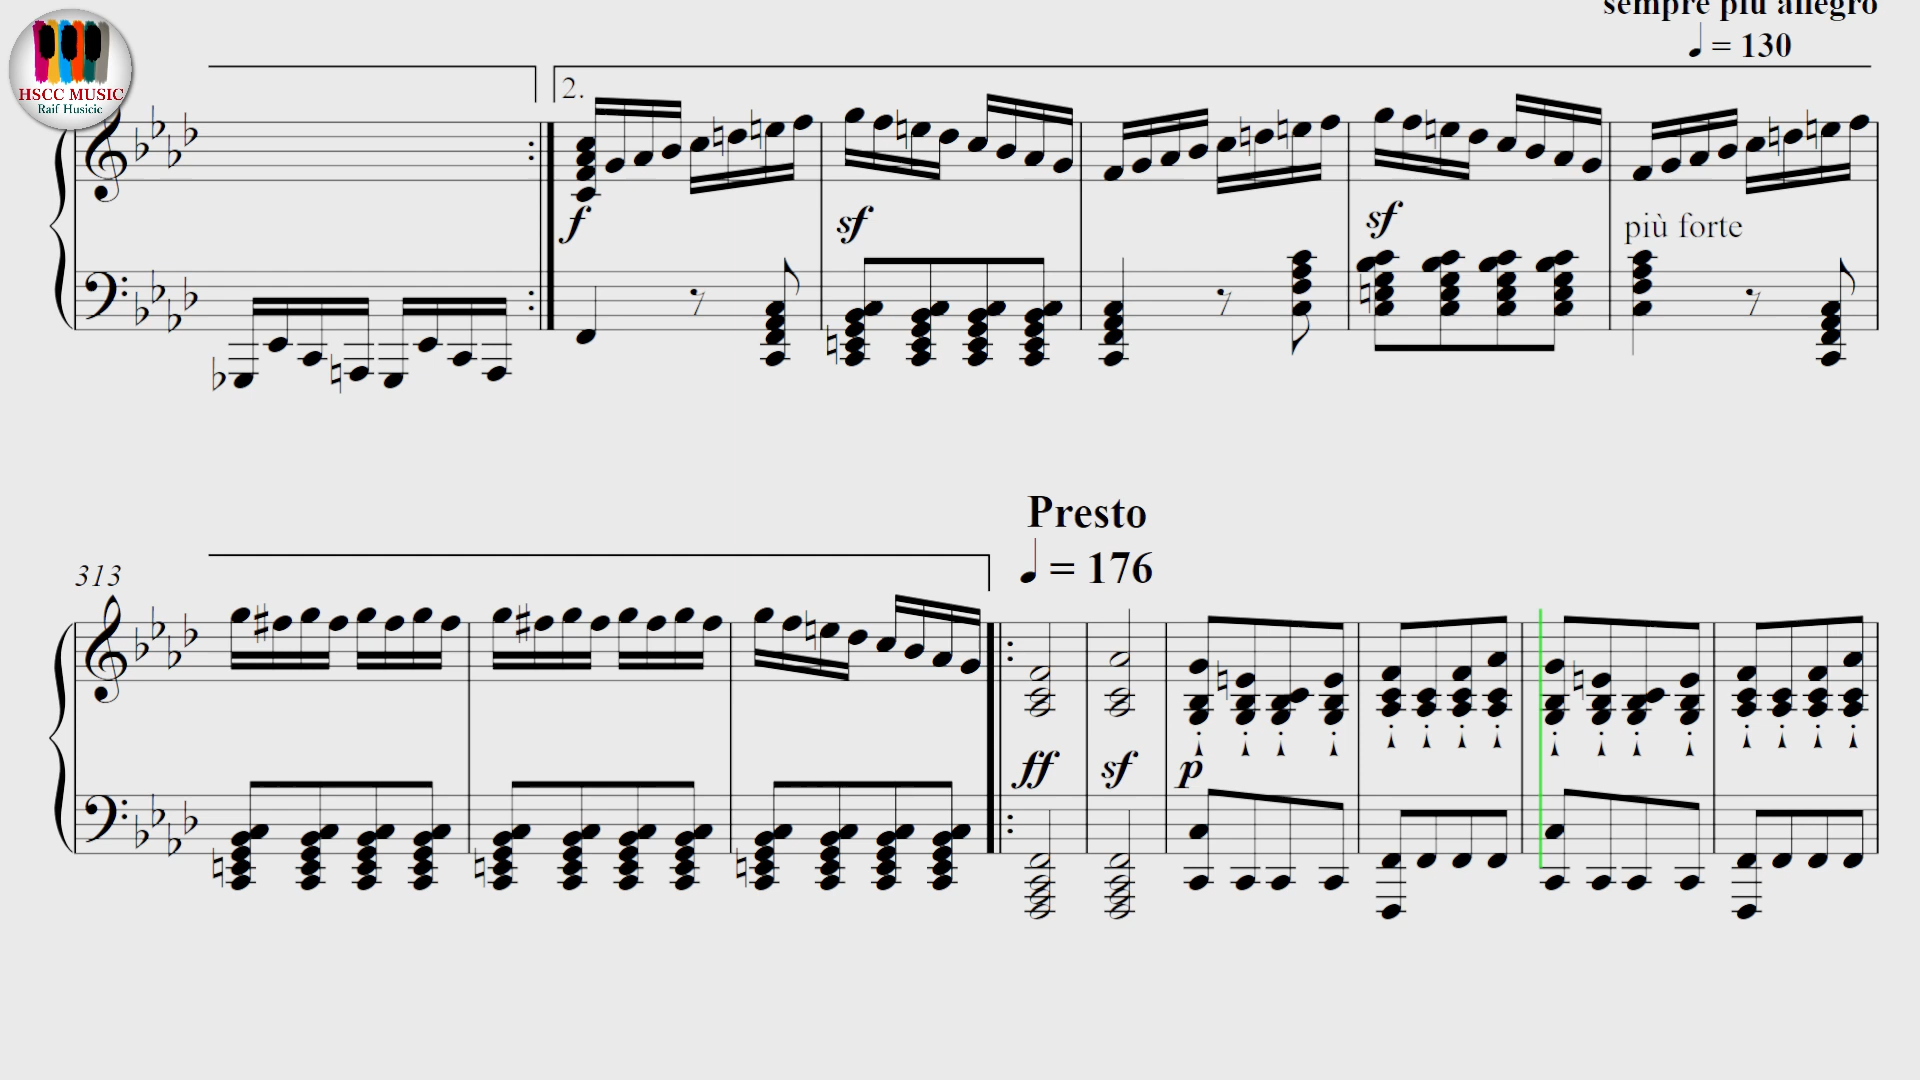 HSCC MUSIC
Raif Husicic
sempre più allegro
♩ = 130
2.
f
sf
sf
più forte
Presto
♩ = 176
313
ff
sf
p